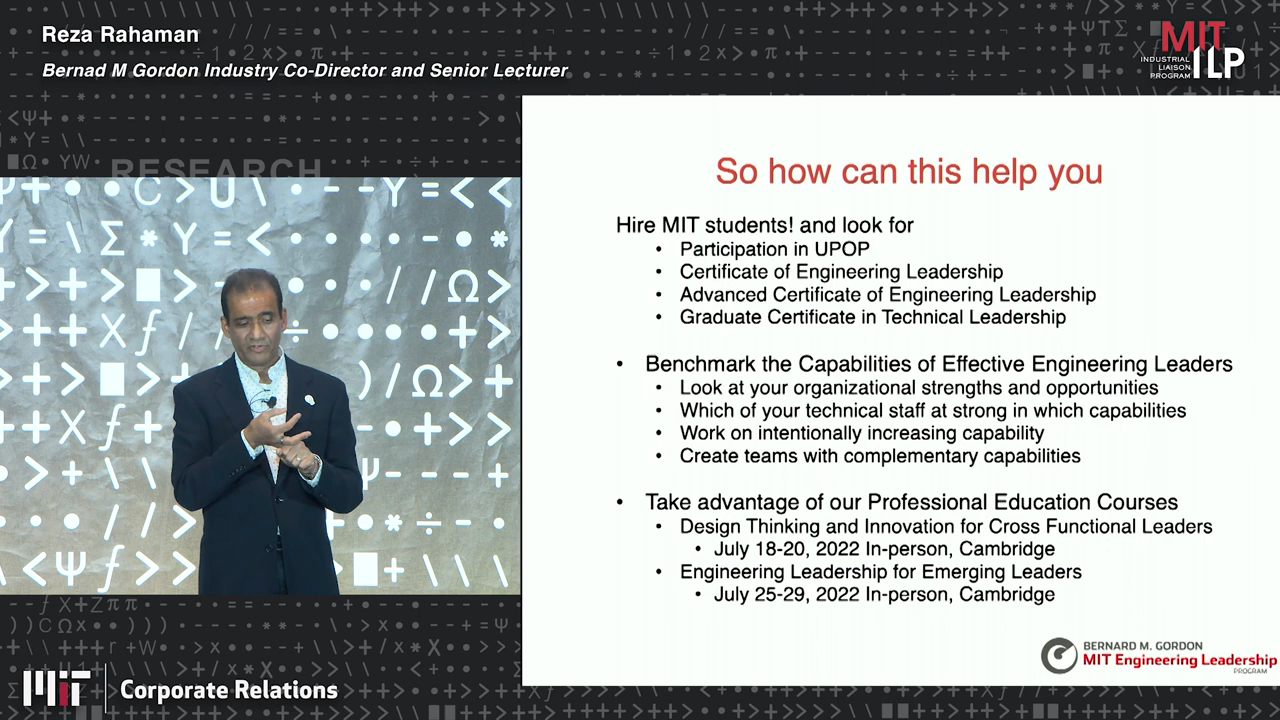 Reza Rahaman
Bernad M Gordon Industry Co-Director and Senior Lecturer
MIT
ILP
INDUSTRIAL
LIAISON
PROGRAM
RESEARCH
So how can this help you
Hire MIT students! and look for
• Participation in UPOP
• Certificate of Engineering Leadership
• Advanced Certificate of Engineering Leadership
• Graduate Certificate in Technical Leadership
• Benchmark the Capabilities of Effective Engineering Leaders
• Look at your organizational strengths and opportunities
• Which of your technical staff at strong in which capabilities
• Work on intentionally increasing capability
• Create teams with complementary capabilities
• Take advantage of our Professional Education Courses
• Design Thinking and Innovation for Cross Functional Leaders
• July 18-20, 2022 In-person, Cambridge
• Engineering Leadership for Emerging Leaders
• July 25-29, 2022 In-person, Cambridge
BERNARD M. GORDON
MIT Engineering Leadership
PROGRAM
MIT Corporate Relations